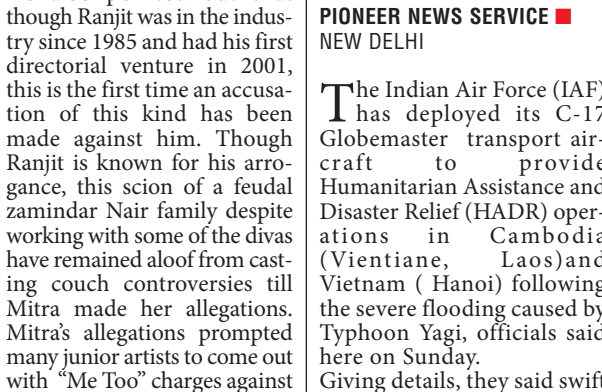 though Ranjit was in the indus-
try since 1985 and had his first
directorial venture in 2001,
this is the first time an accusa-
tion of this kind has been
made against him. Though
Ranjit is known for his arro-
gance, this scion of a feudal
zamindar Nair family despite
working with some of the divas
have remained aloof from cast-
ing couch controversies till
Mitra made her allegations.
Mitra's allegations prompted
many junior artists to come out
with "Me Too" charges against
PIONEER NEWS SERVICE
NEW DELHI
The Indian Air Force (IAF)
has deployed its C-17
Globemaster transport air-
craft to provide
Humanitarian Assistance and
Disaster Relief (HADR) oper-
ations in Cambodia
(Vientiane, Laos)and
Vietnam ( Hanoi) following
the severe flooding caused by
Typhoon Yagi, officials said
here on Sunday.
Giving details, they said swift